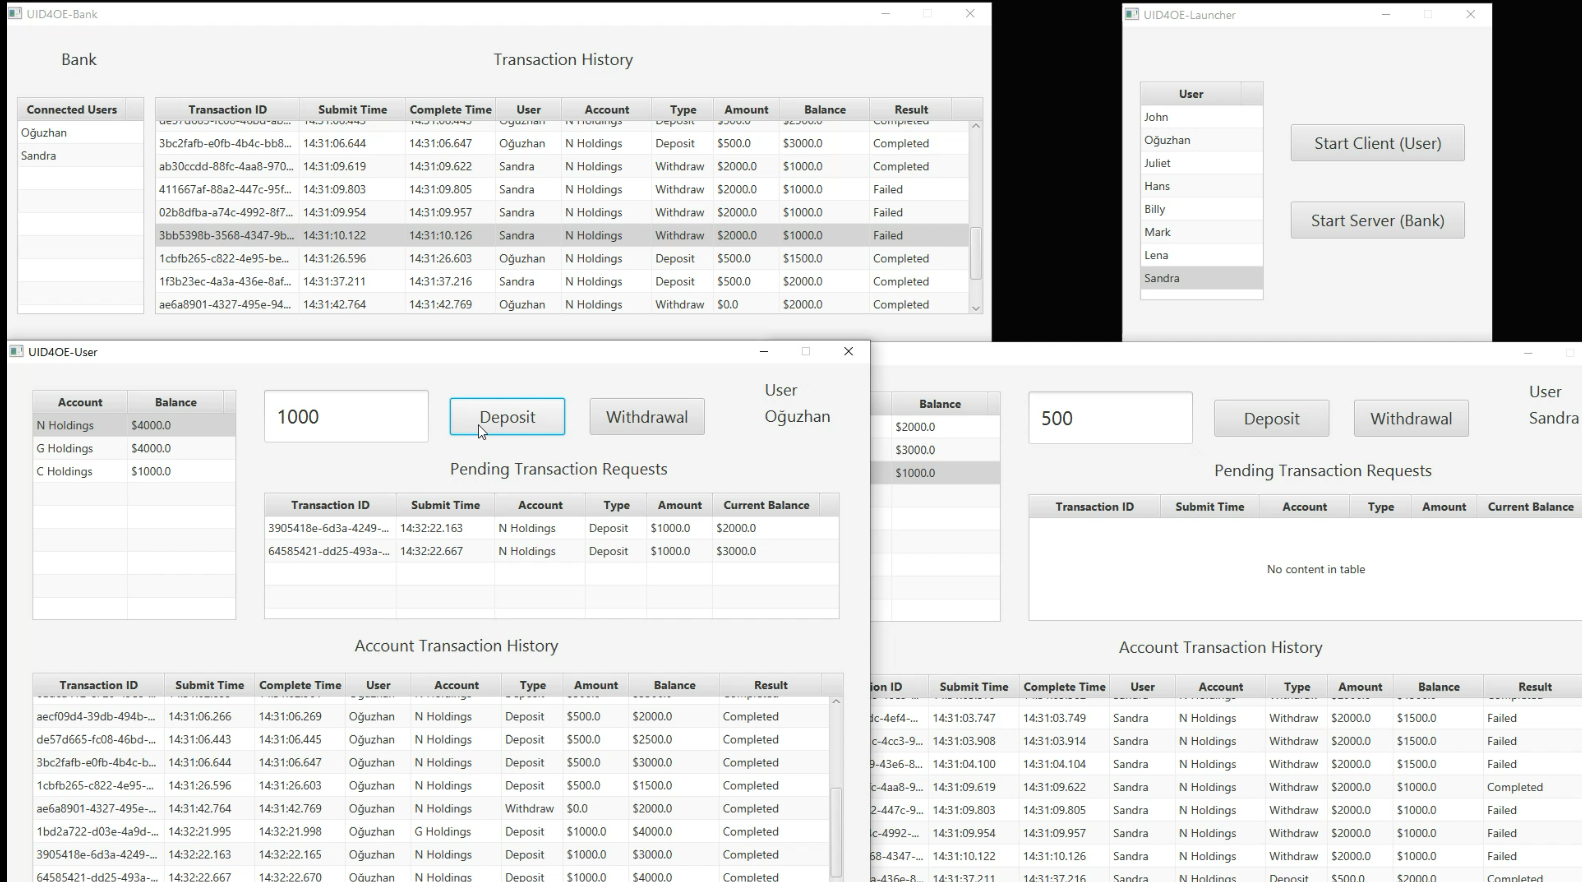 UID4OE-Bank
Bank
Transaction History
Connected Users
Oğuzhan
Sandra
Transaction ID Submit Time Complete Time User Account Type Amount Balance Result
3bc2fafb-e0fb-4b4c-bb8... 14:31:06.644 14:31:06.647 Oğuzhan N Holdings Deposit $500.0 $3000.0 Completed
ab30ccdd-88fc-4aa8-970... 14:31:09.619 14:31:09.622 Sandra N Holdings Withdraw $2000.0 $1000.0 Completed
411667af-88a2-447c-95f... 14:31:09.803 14:31:09.805 Sandra N Holdings Withdraw $2000.0 $1000.0 Failed
02b8dfba-a74c-4992-8f7... 14:31:09.954 14:31:09.957 Sandra N Holdings Withdraw $2000.0 $1000.0 Failed
3bb5398b-3568-4347-9b... 14:31:10.122 14:31:10.126 Sandra N Holdings Withdraw $2000.0 $1000.0 Failed
1cbfb265-c822-4e95-be... 14:31:26.596 14:31:26.603 Oğuzhan N Holdings Deposit $500.0 $1500.0 Completed
1f3b23ec-4a3a-436e-8af... 14:31:37.211 14:31:37.216 Sandra N Holdings Deposit $500.0 $2000.0 Completed
ae6a8901-4327-495e-94... 14:31:42.764 14:31:42.769 Oğuzhan N Holdings Withdraw $0.0 $2000.0 Completed
UID4OE-Launcher
User
John
Oğuzhan
Juliet
Hans
Billy
Mark
Lena
Sandra
Start Client (User)
Start Server (Bank)
UID4OE-User
Account Balance
N Holdings $4000.0
G Holdings $4000.0
C Holdings $1000.0
1000
Deposit
Withdrawal
User
Oğuzhan
Pending Transaction Requests
Transaction ID Submit Time Account Type Amount Current Balance
3905418e-6d3a-4249-... 14:32:22.163 N Holdings Deposit $1000.0 $2000.0
64585421-dd25-493a-... 14:32:22.667 N Holdings Deposit $1000.0 $3000.0
Account Transaction History
Transaction ID Submit Time Complete Time User Account Type Amount Balance Result
aecf09d4-39db-494b-... 14:31:06.266 14:31:06.269 Oğuzhan N Holdings Deposit $500.0 $2000.0 Completed
de57d665-fc08-46bd-... 14:31:06.443 14:31:06.445 Oğuzhan N Holdings Deposit $500.0 $2500.0 Completed
3bc2fafb-e0fb-4b4c-b... 14:31:06.644 14:31:06.647 Oğuzhan N Holdings Deposit $500.0 $3000.0 Completed
1cbfb265-c822-4e95-... 14:31:26.596 14:31:26.603 Oğuzhan N Holdings Deposit $500.0 $1500.0 Completed
ae6a8901-4327-495e-... 14:31:42.764 14:31:42.769 Oğuzhan N Holdings Withdraw $0.0 $2000.0 Completed
1bd2a722-d03e-4a9d-... 14:32:21.995 14:32:21.998 Oğuzhan G Holdings Deposit $1000.0 $4000.0 Completed
3905418e-6d3a-4249-... 14:32:22.163 14:32:22.165 Oğuzhan N Holdings Deposit $1000.0 $3000.0 Completed
64585421-dd25-493a-... 14:32:22.667 14:32:22.670 Oğuzhan N Holdings Deposit $1000.0 $4000.0 Completed
Balance
$2000.0
$3000.0
$1000.0
500
Deposit
Withdrawal
User
Sandra
Pending Transaction Requests
Transaction ID Submit Time Account Type Amount Current Balance
No content in table
Account Transaction History
ion ID Submit Time Complete Time User Account Type Amount Balance Result
dc-4ef4-... 14:31:03.747 14:31:03.749 Sandra N Holdings Withdraw $2000.0 $1500.0 Failed
c-4cc3-9... 14:31:03.908 14:31:03.914 Sandra N Holdings Withdraw $2000.0 $1500.0 Failed
9-43e6-8... 14:31:04.100 14:31:04.104 Sandra N Holdings Withdraw $2000.0 $1500.0 Failed
c-4aa8-9... 14:31:09.619 14:31:09.622 Sandra N Holdings Withdraw $2000.0 $1000.0 Completed
2-447c-9... 14:31:09.803 14:31:09.805 Sandra N Holdings Withdraw $2000.0 $1000.0 Failed
4c-4992-... 14:31:09.954 14:31:09.957 Sandra N Holdings Withdraw $2000.0 $1000.0 Failed
68-4347-... 14:31:10.122 14:31:10.126 Sandra N Holdings Withdraw $2000.0 $1000.0 Failed
a-436e-8... 14:31:37.211 14:31:37.216 Sandra N Holdings Deposit $500.0 $2000.0 Completed